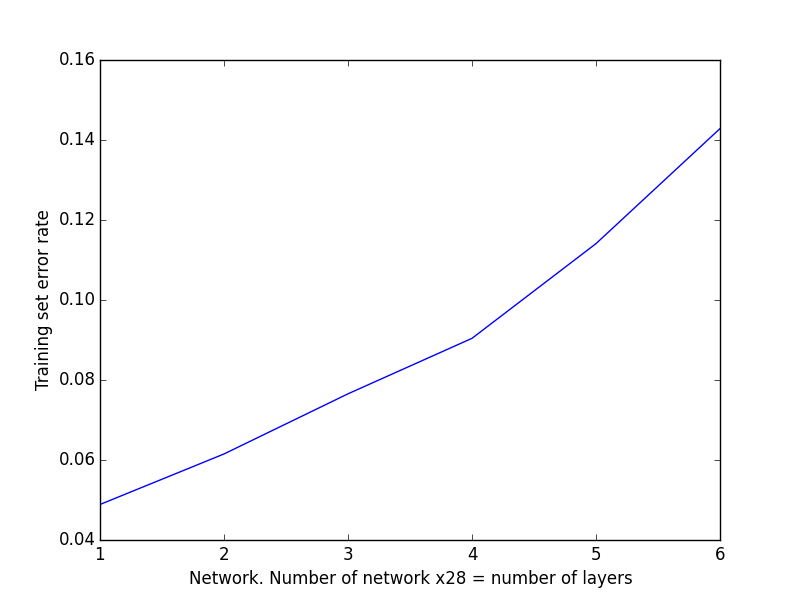 0.16
0.14
0.12
0.10
0.08
0.06
0.04
Training set error rate
1 2 3 4 5 6
Network. Number of network x28 = number of layers